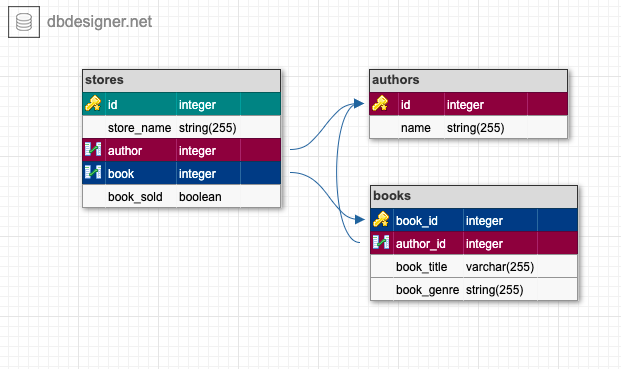 dbdesigner.net
stores
id integer
store_name string(255)
author integer
book integer
book_sold boolean
authors
id integer
name string(255)
books
book_id integer
author_id integer
book_title varchar(255)
book_genre string(255)